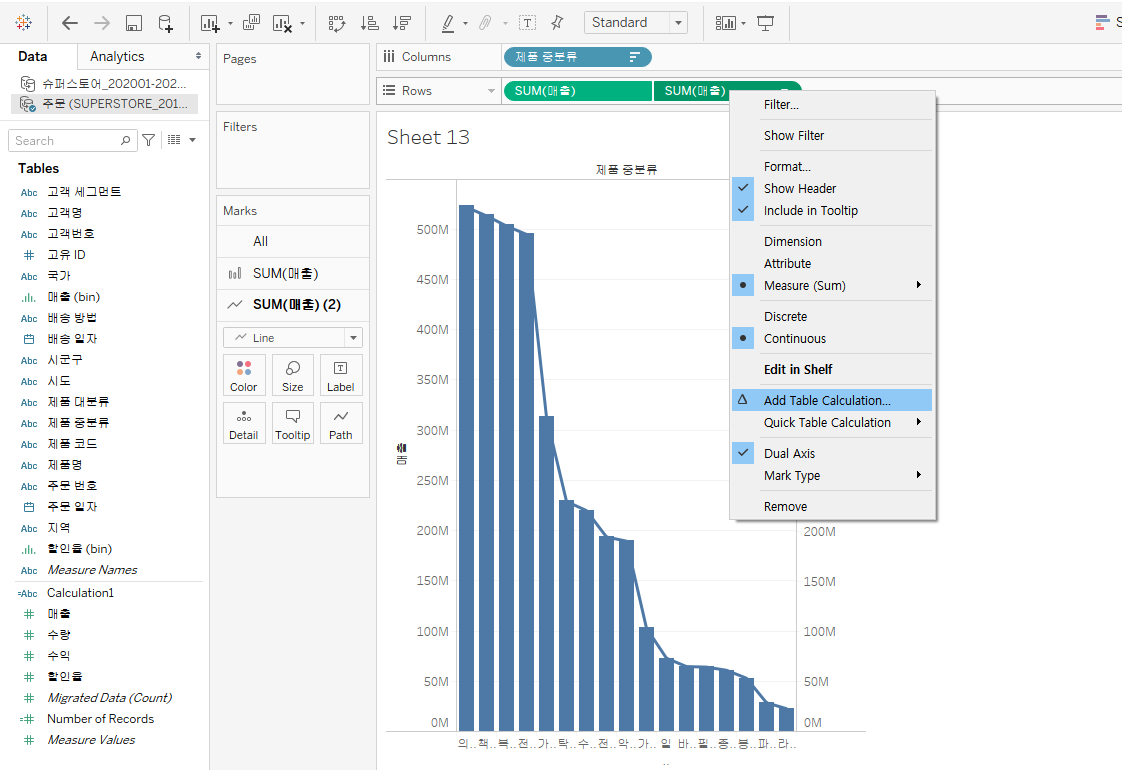 Standard
S
Data
Analytics
슈퍼스토어_202001-202...
주문 (SUPERSTORE_201...
Search
Tables
Abc 고객 세그먼트
Abc 고객명
Abc 고객번호
# 고유 ID
Abc 국가
매출 (bin)
Abc 배송 방법
배송 일자
Abc 시군구
Abc 시도
Abc 제품 대분류
Abc 제품 중분류
Abc 제품 코드
Abc 제품명
Abc 주문 번호
주문 일자
Abc 지역
할인율 (bin)
Abc Measure Names
=Abc Calculation1
# 매출
# 수량
# 수익
# 할인율
# Migrated Data (Count)
=# Number of Records
# Measure Values
Pages
Filters
Marks
All
SUM(매출)
SUM(매출) (2)
Line
Color
Size
T
Label
Detail
Tooltip
Path
Columns
제품 중분류
Rows
SUM(매출)
SUM(매출)
Sheet 13
제품 중분류
500M
450M
400M
350M
300M
250M
200M
150M
100M
50M
0M
매출
200M
150M
100M
50M
0M
의.. 책.. 복.. 전.. 가.. 탁.. 수.. 전.. 악.. 가.. 일 바.. 필.. 종.. 봉.. 파.. 라..
Filter...
Show Filter
Format...
Show Header
Include in Tooltip
Dimension
Attribute
Measure (Sum)
Discrete
Continuous
Edit in Shelf
Add Table Calculation...
Quick Table Calculation
Dual Axis
Mark Type
Remove